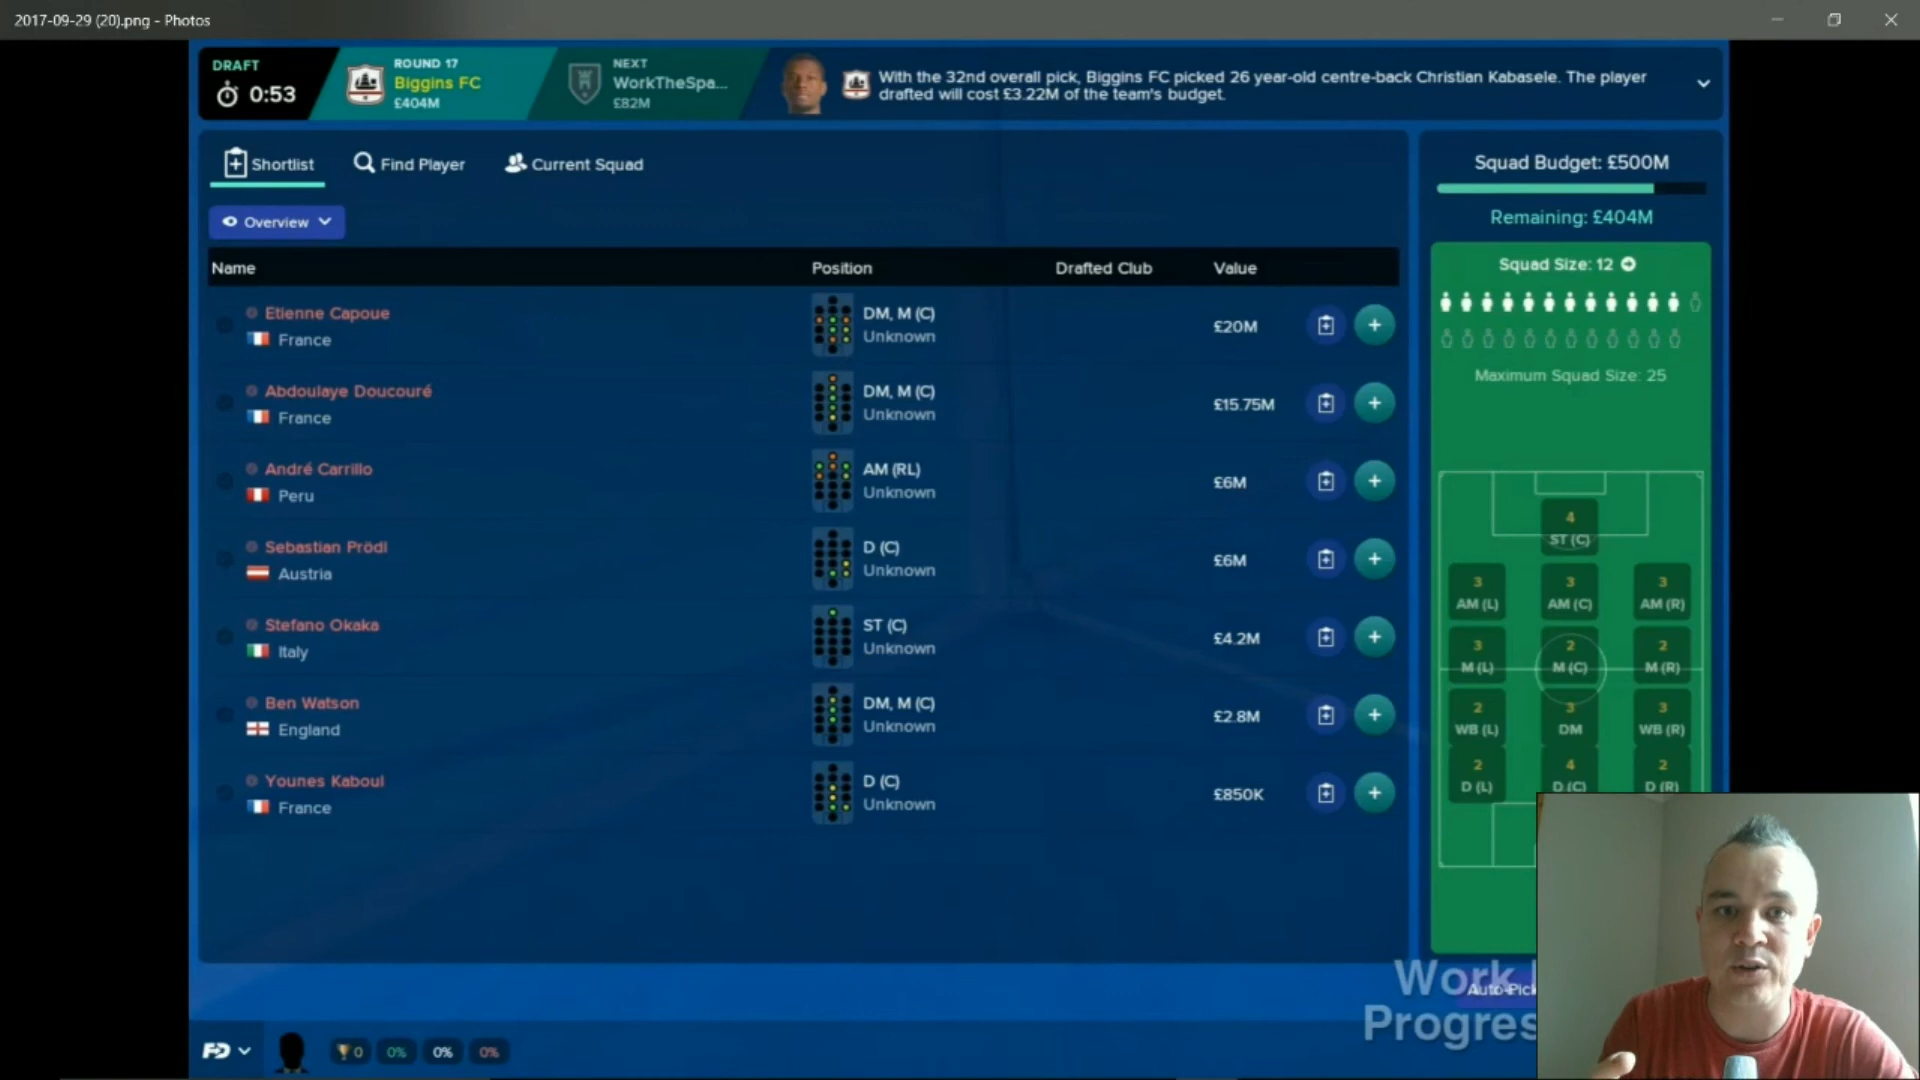 2017-09-29 (20).png - Photos
DRAFT
0:53
ROUND 17
Biggins FC
£404M
NEXT
WorkTheSpa...
£82M
With the 32nd overall pick, Biggins FC picked 26 year-old centre-back Christian Kabasele. The player
drafted will cost £3.22M of the team's budget.
Shortlist
Find Player
Current Squad
Overview
Name
Position
Drafted Club
Value
Etienne Capoue
France
DM, M (C)
Unknown
£20M
Abdoulaye Doucouré
France
DM, M (C)
Unknown
£15.75M
André Carrillo
Peru
AM (RL)
Unknown
£6M
Sebastian Prödl
Austria
D (C)
Unknown
£6M
Stefano Okaka
Italy
ST (C)
Unknown
£4.2M
Ben Watson
England
DM, M (C)
Unknown
£2.8M
Younes Kaboul
France
D (C)
Unknown
£850K
Squad Budget: £500M
Remaining: £404M
Squad Size: 12
Maximum Squad Size: 25
4
ST (C)
3 3 3
AM (L) AM (C) AM (R)
3 2 2
M (L) M (C) M (R)
2 3 3
WB (L) DM WB (R)
2 4 2
D (L) D (C) D (R)
Work
Auto-Pick
Progres
FD
0 0% 0% 0%